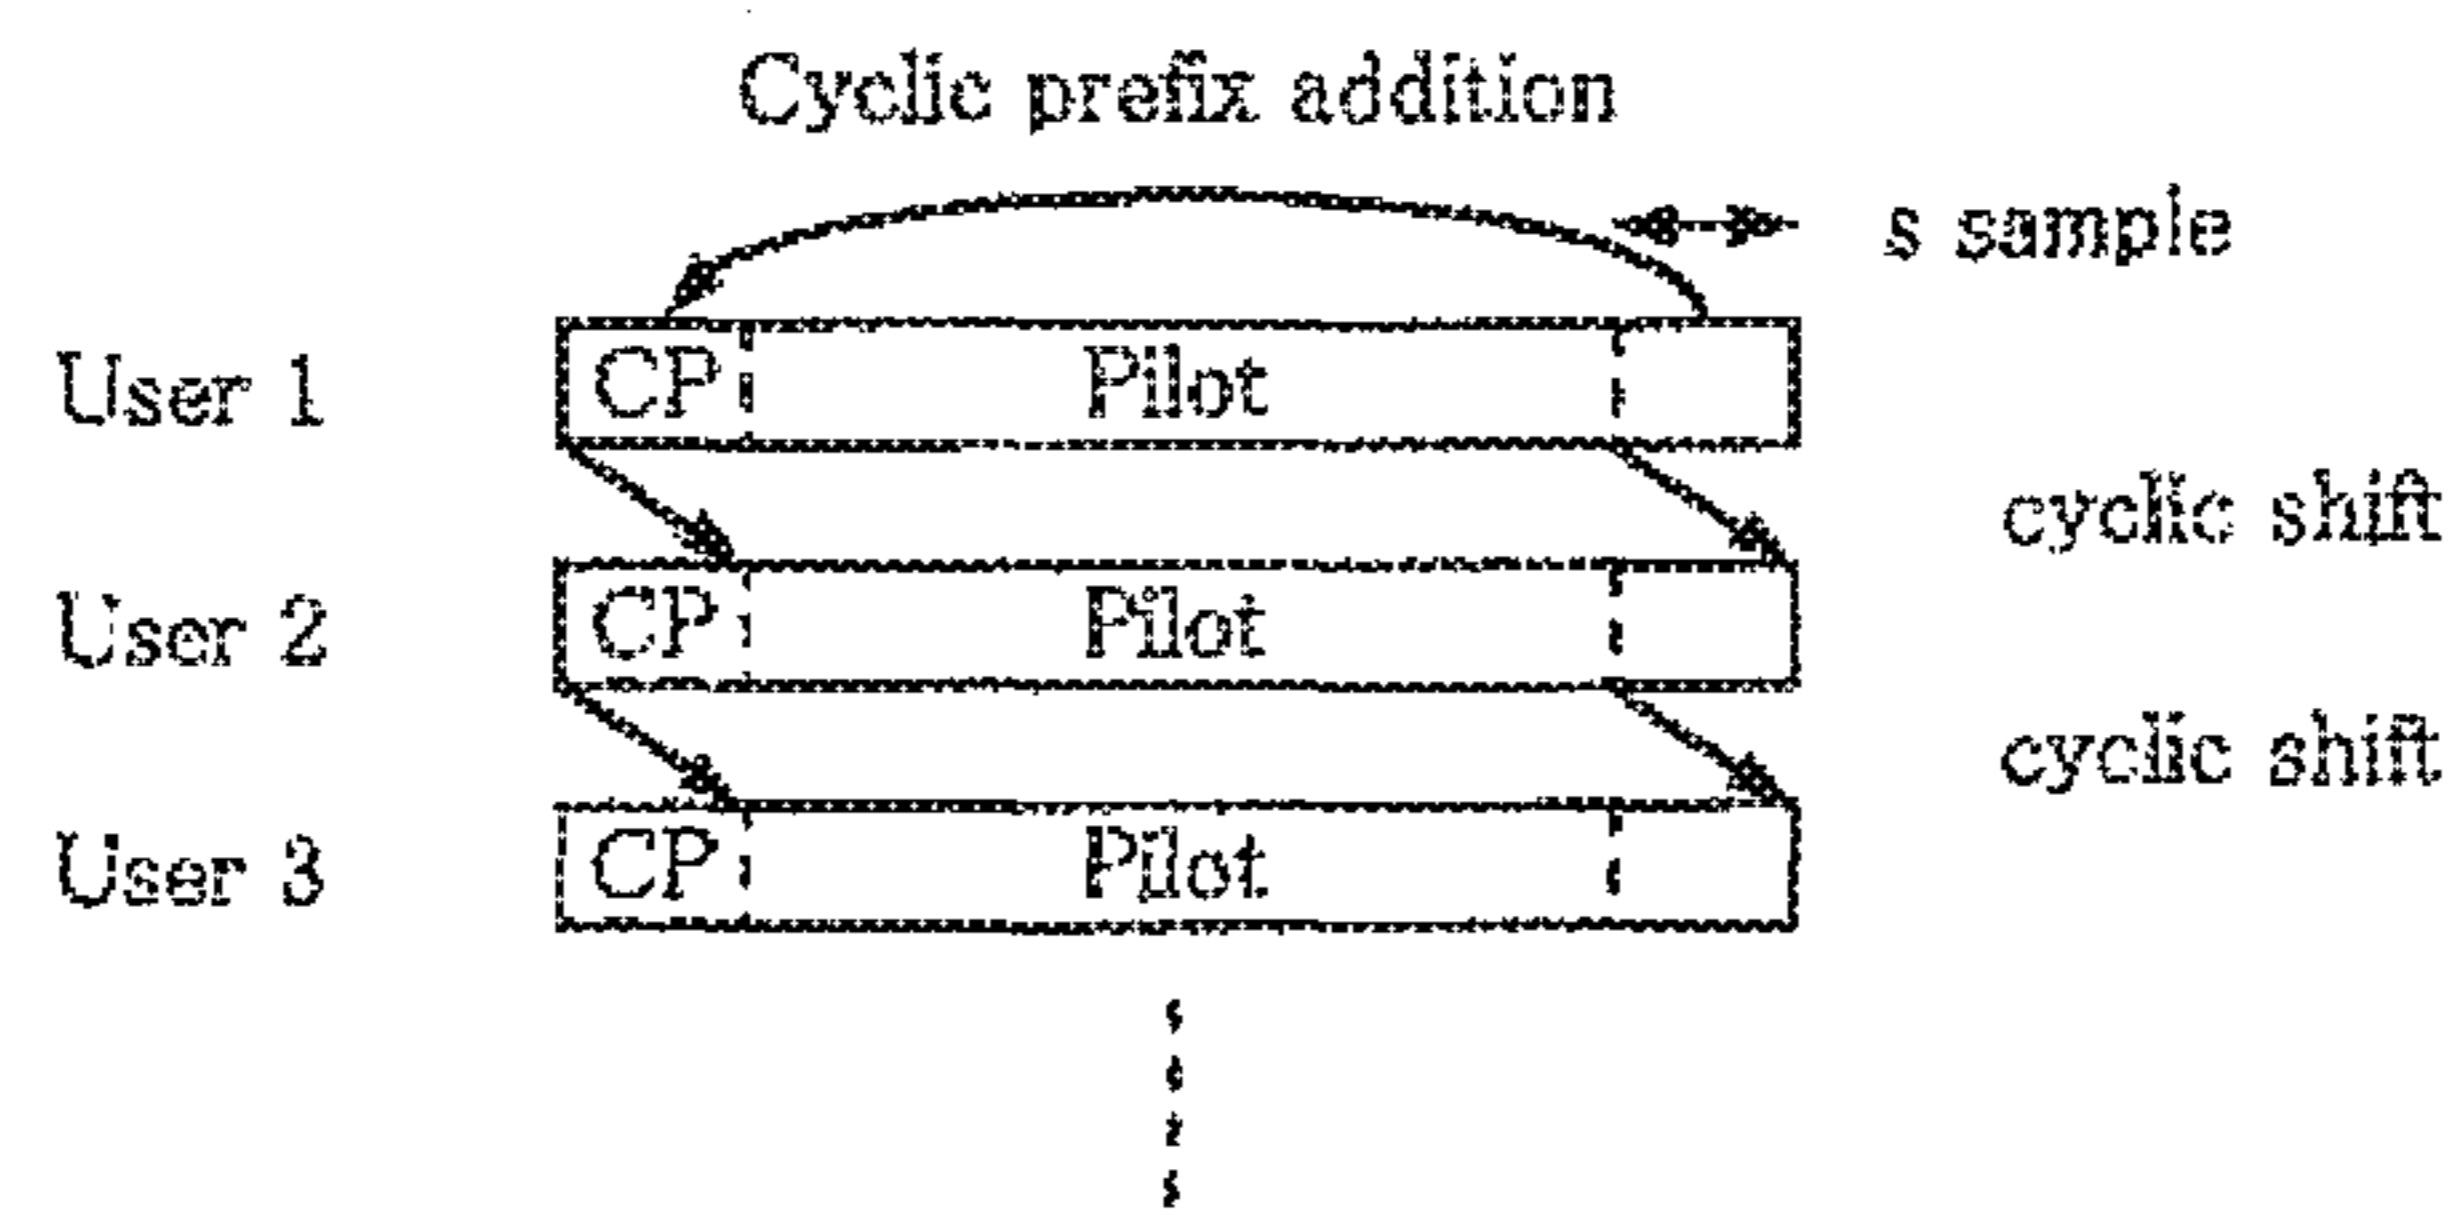 Cyclic prefix addition
s sample
User 1 CP Pilot
cyclic shift
User 2 CP Pilot
cyclic shift
User 3 CP Pilot